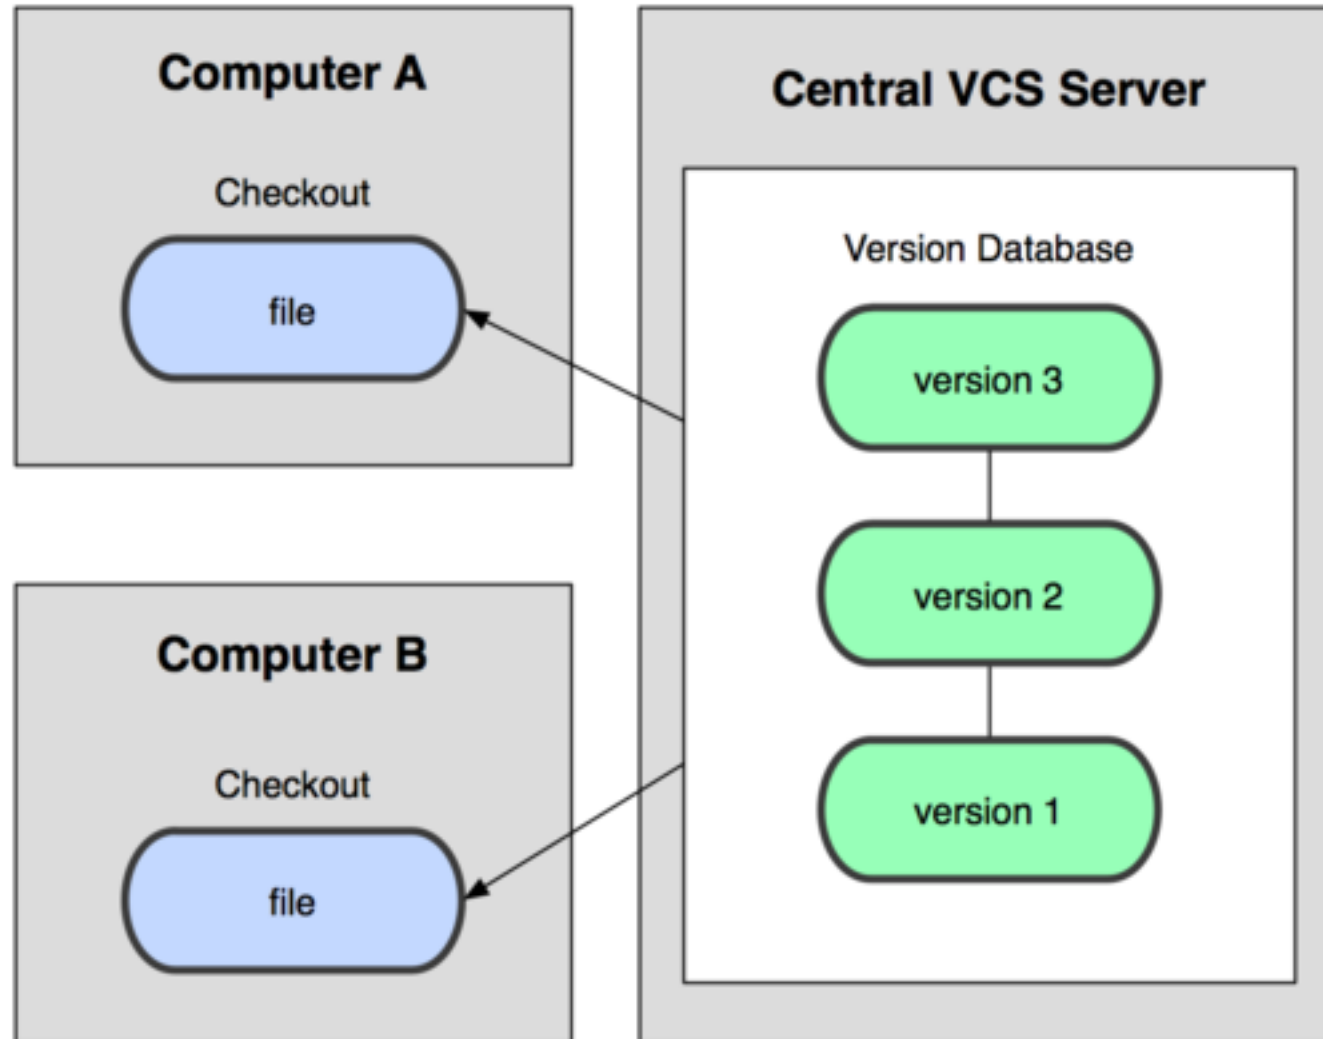 Computer A
Checkout
file
Computer B
Checkout
file
Central VCS Server
Version Database
version 3
version 2
version 1